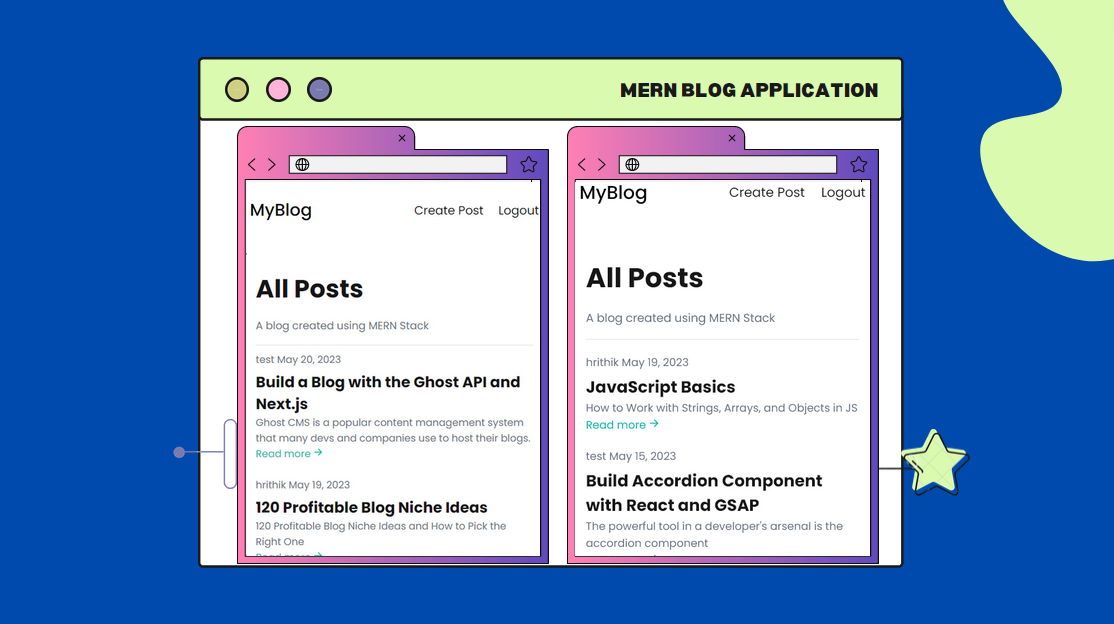 MERN BLOG APPLICATION
MyBlog
Create Post Logout
All Posts
A blog created using MERN Stack
test May 20, 2023
Build a Blog with the Ghost API and
Next.js
Ghost CMS is a popular content management system
that many devs and companies use to host their blogs.
Read more →
hrithik May 19, 2023
120 Profitable Blog Niche Ideas
120 Profitable Blog Niche Ideas and How to Pick the
Right One
Read more →
MyBlog
Create Post Logout
All Posts
A blog created using MERN Stack
hrithik May 19, 2023
JavaScript Basics
How to Work with Strings, Arrays, and Objects in JS
Read more →
test May 15, 2023
Build Accordion Component
with React and GSAP
The powerful tool in a developer's arsenal is the
accordion component